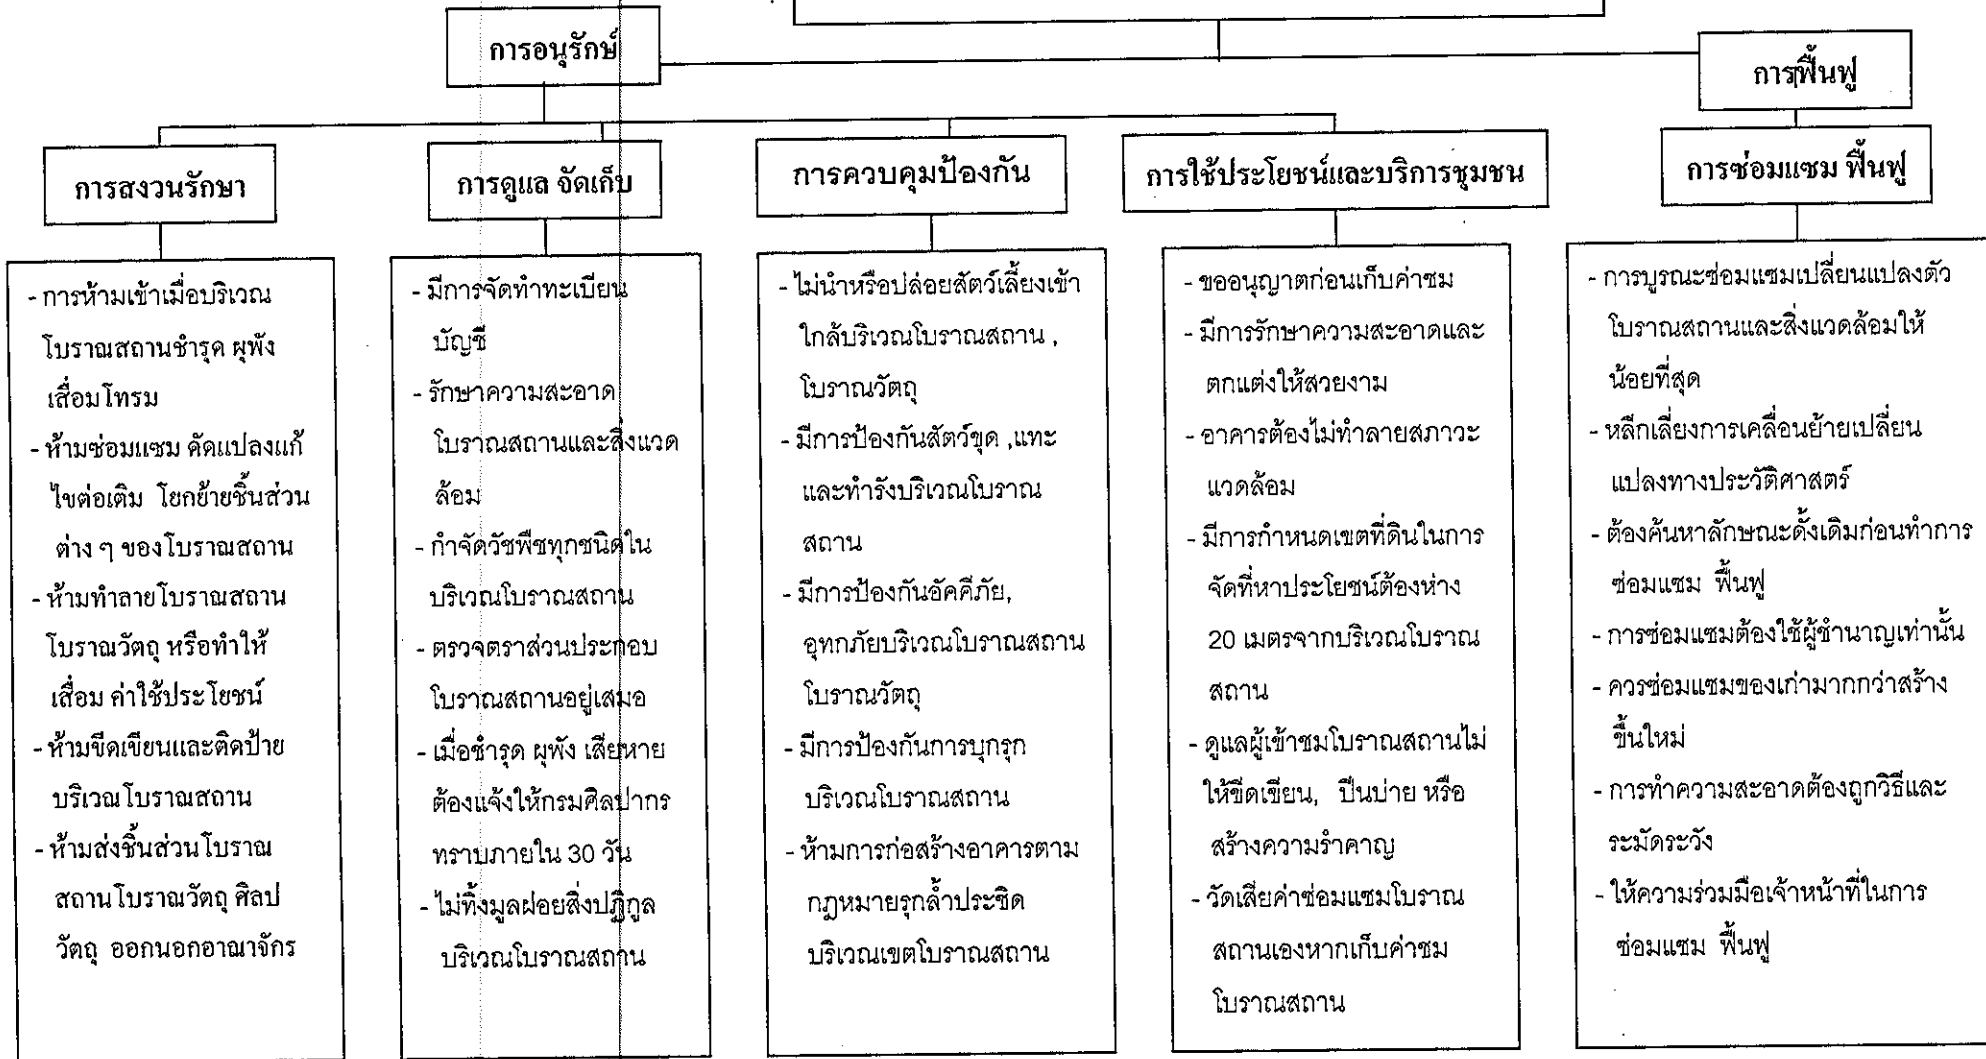 การอนุรักษ์
การฟื้นฟู
การสงวนรักษา
การดูแล จัดเก็บ
การควบคุมป้องกัน
การใช้ประโยชน์และบริการชุมชน
การซ่อมแซม ฟื้นฟู
- การห้ามเข้าเมื่อบริเวณ
โบราณสถานชำรุด ผุพัง
เสื่อมโทรม
- ห้ามซ่อมแซม ดัดแปลงแก้
ไขต่อเติม โยกย้ายชิ้นส่วน
ต่าง ๆ ของโบราณสถาน
- ห้ามทำลายโบราณสถาน
โบราณวัตถุ หรือทำให้
เสื่อม ค่าใช้ประโยชน์
- ห้ามขีดเขียนและติดป้าย
บริเวณโบราณสถาน
- ห้ามส่งชิ้นส่วนโบราณ
สถานโบราณวัตถุ ศิลป
วัตถุ ออกนอกอาณาจักร
- มีการจัดทำทะเบียน
บัญชี
- รักษาความสะอาด
โบราณสถานและสิ่งแวด
ล้อม
- กำจัดวัชพืชทุกชนิดใน
บริเวณโบราณสถาน
- ตรวจตราส่วนประกอบ
โบราณสถานอยู่เสมอ
- เมื่อชำรุด ผุพัง เสียหาย
ต้องแจ้งให้กรมศิลปากร
ทราบภายใน 30 วัน
- ไม่ทิ้งมูลฝอยสิ่งปฏิกูล
บริเวณโบราณสถาน
- ไม่นำหรือปล่อยสัตว์เลี้ยงเข้า
ใกล้บริเวณโบราณสถาน ,
โบราณวัตถุ
- มีการป้องกันสัตว์ขุด ,แทะ
และทำรังบริเวณโบราณ
สถาน
- มีการป้องกันอัคคีภัย,
อุทกภัยบริเวณโบราณสถาน
โบราณวัตถุ
- มีการป้องกันการบุกรุก
บริเวณโบราณสถาน
- ห้ามการก่อสร้างอาคารตาม
กฎหมายรุกล้ำประชิด
บริเวณเขตโบราณสถาน
- ขออนุญาตก่อนเก็บค่าชม
- มีการรักษาความสะอาดและ
ตกแต่งให้สวยงาม
- อาคารต้องไม่ทำลายสภาวะ
แวดล้อม
- มีการกำหนดเขตที่ดินในการ
จัดที่หาประโยชน์ต้องห่าง
20 เมตรจากบริเวณโบราณ
สถาน
- ดูแลผู้เข้าชมโบราณสถานไม่
ให้ขีดเขียน, ปีนบ่าย หรือ
สร้างความรำคาญ
- วัดเสียค่าซ่อมแซมโบราณ
สถานเองหากเก็บค่าชม
โบราณสถาน
- การบูรณะซ่อมแซมเปลี่ยนแปลงตัว
โบราณสถานและสิ่งแวดล้อมให้
น้อยที่สุด
- หลีกเลี่ยงการเคลื่อนย้ายเปลี่ยน
แปลงทางประวัติศาสตร์
- ต้องค้นหาลักษณะดั้งเดิมก่อนทำการ
ซ่อมแซม ฟื้นฟู
- การซ่อมแซมต้องใช้ผู้ชำนาญเท่านั้น
- ควรซ่อมแซมของเก่ามากกว่าสร้าง
ขึ้นใหม่
- การทำความสะอาดต้องถูกวิธีและ
ระมัดระวัง
- ให้ความร่วมมือเจ้าหน้าที่ในการ
ซ่อมแซม ฟื้นฟู